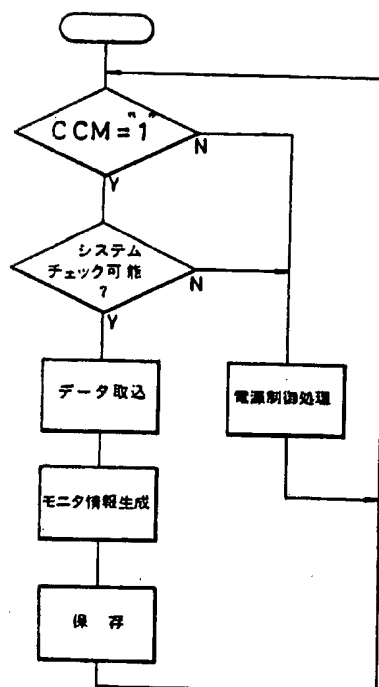 CCM="1"
N
Y
システム
チェック可能
?
N
Y
データ取込
電源制御処理
モニタ情報生成
保存